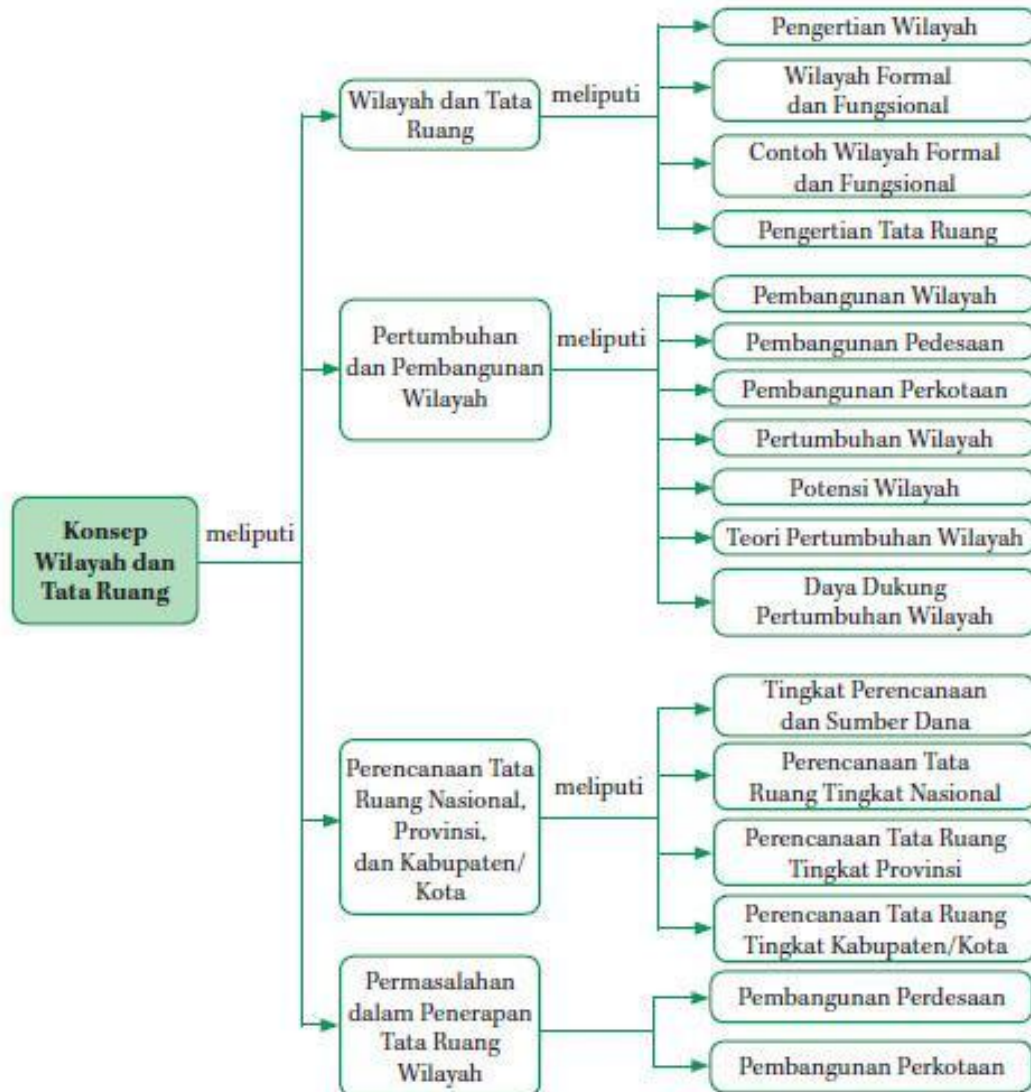 Konsep
Wilayah dan
Tata Ruang
meliputi
Wilayah dan Tata
Ruang
meliputi
Pengertian Wilayah
Wilayah Formal
dan Fungsional
Contoh Wilayah Formal
dan Fungsional
Pengertian Tata Ruang
Pertumbuhan
dan Pembangunan
Wilayah
meliputi
Pembangunan Wilayah
Pembangunan Pedesaan
Pembangunan Perkotaan
Pertumbuhan Wilayah
Potensi Wilayah
Teori Pertumbuhan Wilayah
Daya Dukung
Pertumbuhan Wilayah
Perencanaan Tata
Ruang Nasional,
Provinsi,
dan Kabupaten/
Kota
meliputi
Tingkat Perencanaan
dan Sumber Dana
Perencanaan Tata
Ruang Tingkat Nasional
Perencanaan Tata Ruang
Tingkat Provinsi
Perencanaan Tata Ruang
Tingkat Kabupaten/Kota
Permasalahan
dalam Penerapan
Tata Ruang
Wilayah
Pembangunan Perdesaan
Pembangunan Perkotaan